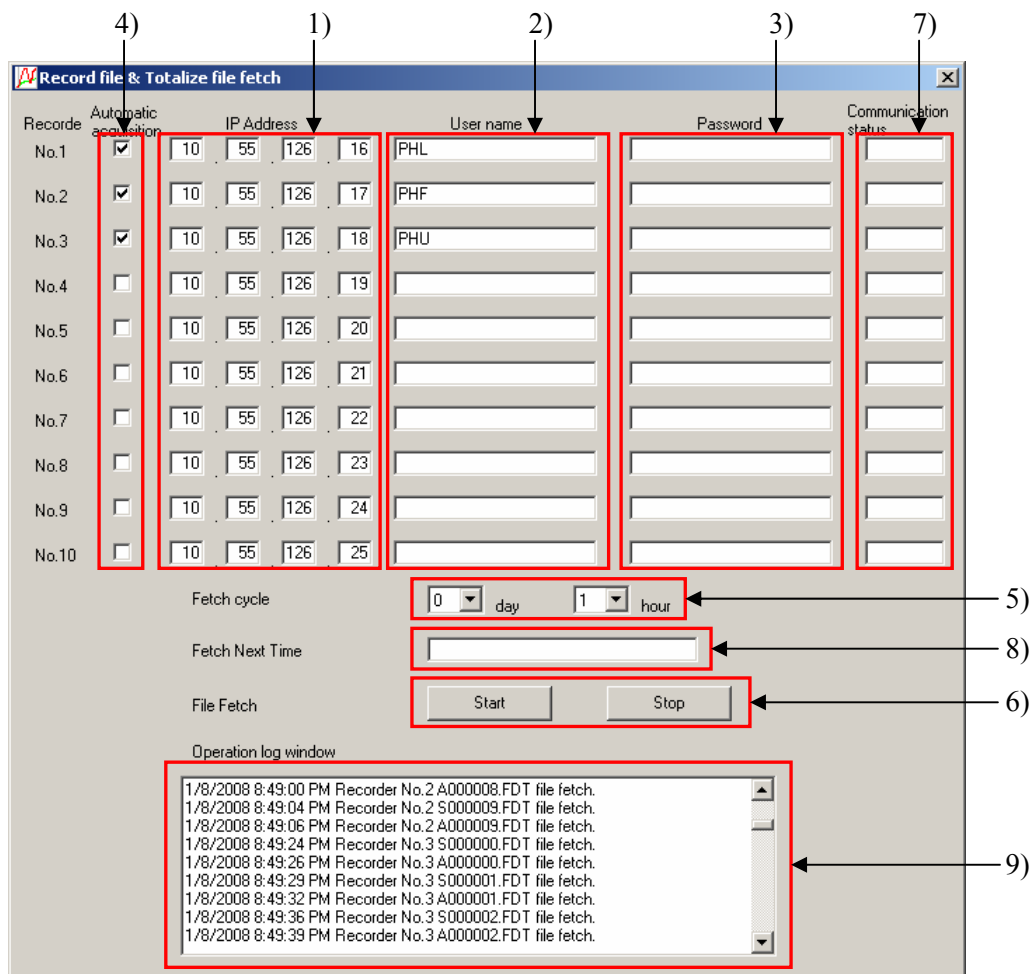 4) 1) 2) 3) 7)
Record file & Totalize file fetch
Recorde Automatic acquisition IP Address User name Password Communication status
No.1 10 . 55 . 126 . 16 PHL
No.2 10 . 55 . 126 . 17 PHF
No.3 10 . 55 . 126 . 18 PHU
No.4 10 . 55 . 126 . 19
No.5 10 . 55 . 126 . 20
No.6 10 . 55 . 126 . 21
No.7 10 . 55 . 126 . 22
No.8 10 . 55 . 126 . 23
No.9 10 . 55 . 126 . 24
No.10 10 . 55 . 126 . 25
Fetch cycle 0 day 1 hour 5)
Fetch Next Time 8)
File Fetch Start Stop 6)
Operation log window
1/8/2008 8:49:00 PM Recorder No.2 A000008.FDT file fetch.
1/8/2008 8:49:04 PM Recorder No.2 S000009.FDT file fetch.
1/8/2008 8:49:06 PM Recorder No.2 A000009.FDT file fetch.
1/8/2008 8:49:24 PM Recorder No.3 S000000.FDT file fetch.
1/8/2008 8:49:26 PM Recorder No.3 A000000.FDT file fetch.
1/8/2008 8:49:29 PM Recorder No.3 S000001.FDT file fetch.
1/8/2008 8:49:32 PM Recorder No.3 A000001.FDT file fetch.
1/8/2008 8:49:36 PM Recorder No.3 S000002.FDT file fetch.
1/8/2008 8:49:39 PM Recorder No.3 A000002.FDT file fetch.
9)